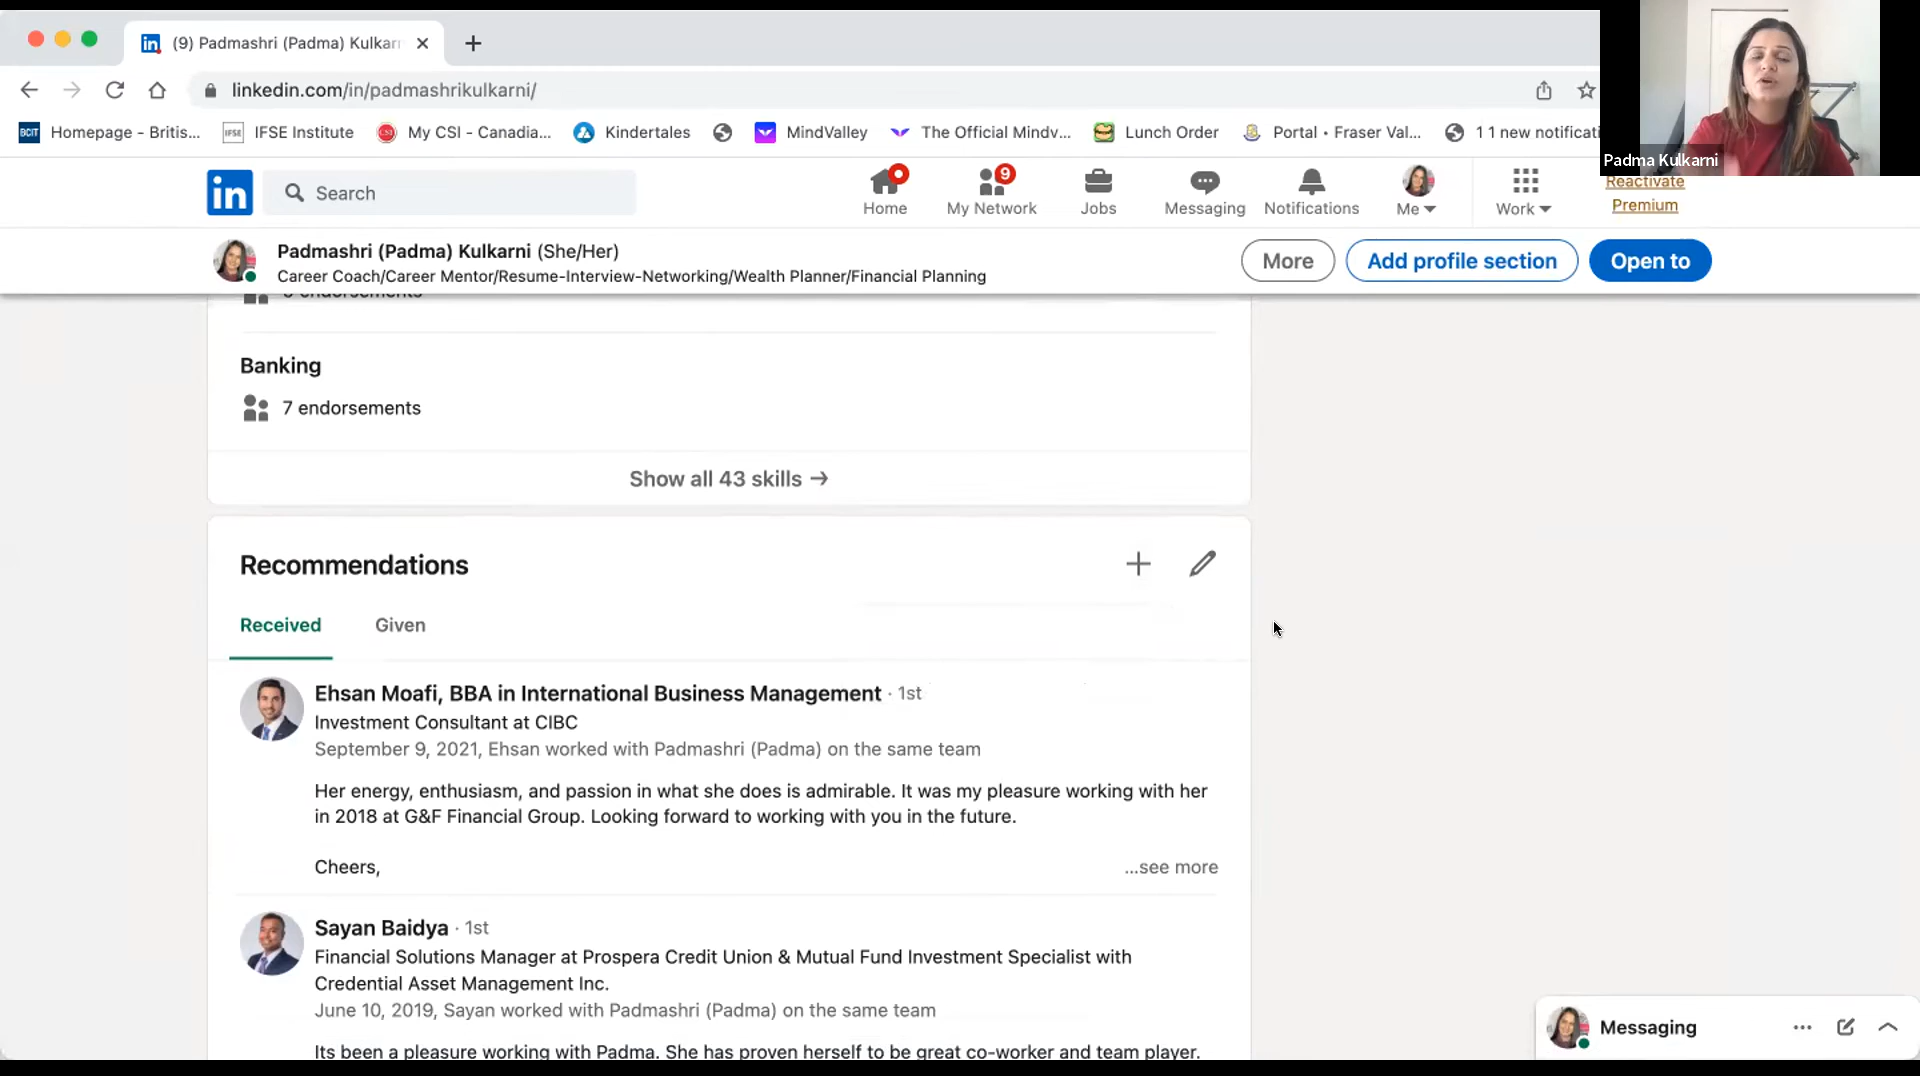 (9) Padmashri (Padma) Kulkarn
linkedin.com/in/padmashrikulkarni/
BCIT Homepage - Britis... IFSE IFSE Institute CSI My CSI - Canadia... Kindertales MindValley The Official Mindv... Lunch Order Portal • Fraser Val... 1 1 new notificati
Padma Kulkarni
in Search
Home
9 My Network
Jobs
Messaging
Notifications
Me
Work
Reactivate
Premium
Padmashri (Padma) Kulkarni (She/Her)
Career Coach/Career Mentor/Resume-Interview-Networking/Wealth Planner/Financial Planning
More Add profile section Open to
endorsements
Banking
7 endorsements
Show all 43 skills →
Recommendations
Received Given
Ehsan Moafi, BBA in International Business Management · 1st
Investment Consultant at CIBC
September 9, 2021, Ehsan worked with Padmashri (Padma) on the same team
Her energy, enthusiasm, and passion in what she does is admirable. It was my pleasure working with her
in 2018 at G&F Financial Group. Looking forward to working with you in the future.
Cheers, ...see more
Sayan Baidya · 1st
Financial Solutions Manager at Prospera Credit Union & Mutual Fund Investment Specialist with
Credential Asset Management Inc.
June 10, 2019, Sayan worked with Padmashri (Padma) on the same team
Its been a pleasure working with Padma. She has proven herself to be great co-worker and team player.
Messaging